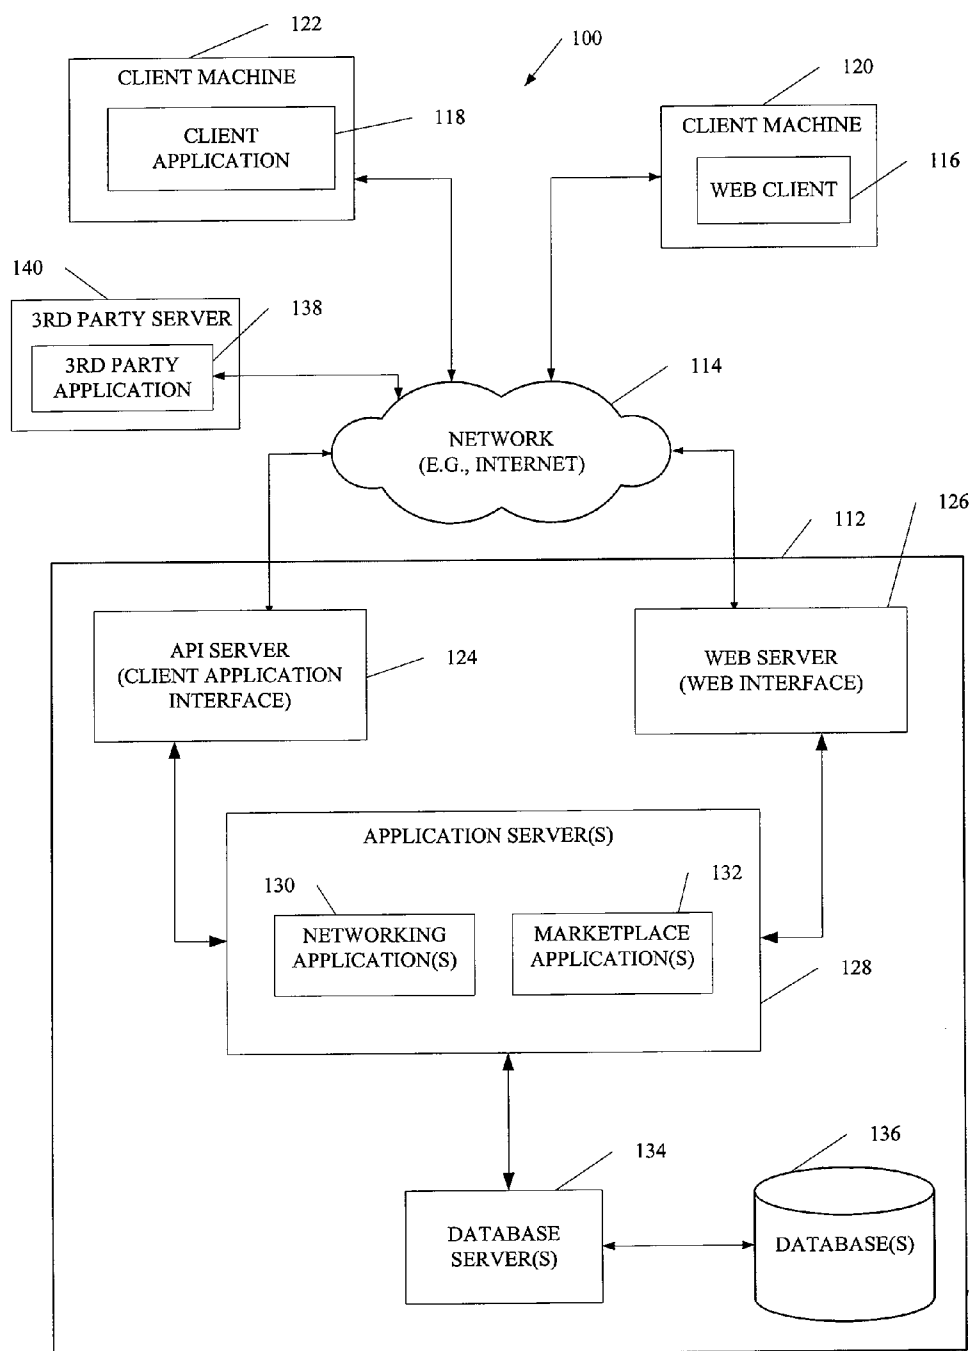 122
100
CLIENT MACHINE
120
CLIENT
APPLICATION
118
CLIENT MACHINE
WEB CLIENT
116
140
3RD PARTY SERVER
138
3RD PARTY
APPLICATION
114
NETWORK
(E.G., INTERNET)
112
126
API SERVER
(CLIENT APPLICATION
INTERFACE)
124
WEB SERVER
(WEB INTERFACE)
APPLICATION SERVER(S)
130
132
NETWORKING
APPLICATION(S)
MARKETPLACE
APPLICATION(S)
128
134
136
DATABASE
SERVER(S)
DATABASE(S)